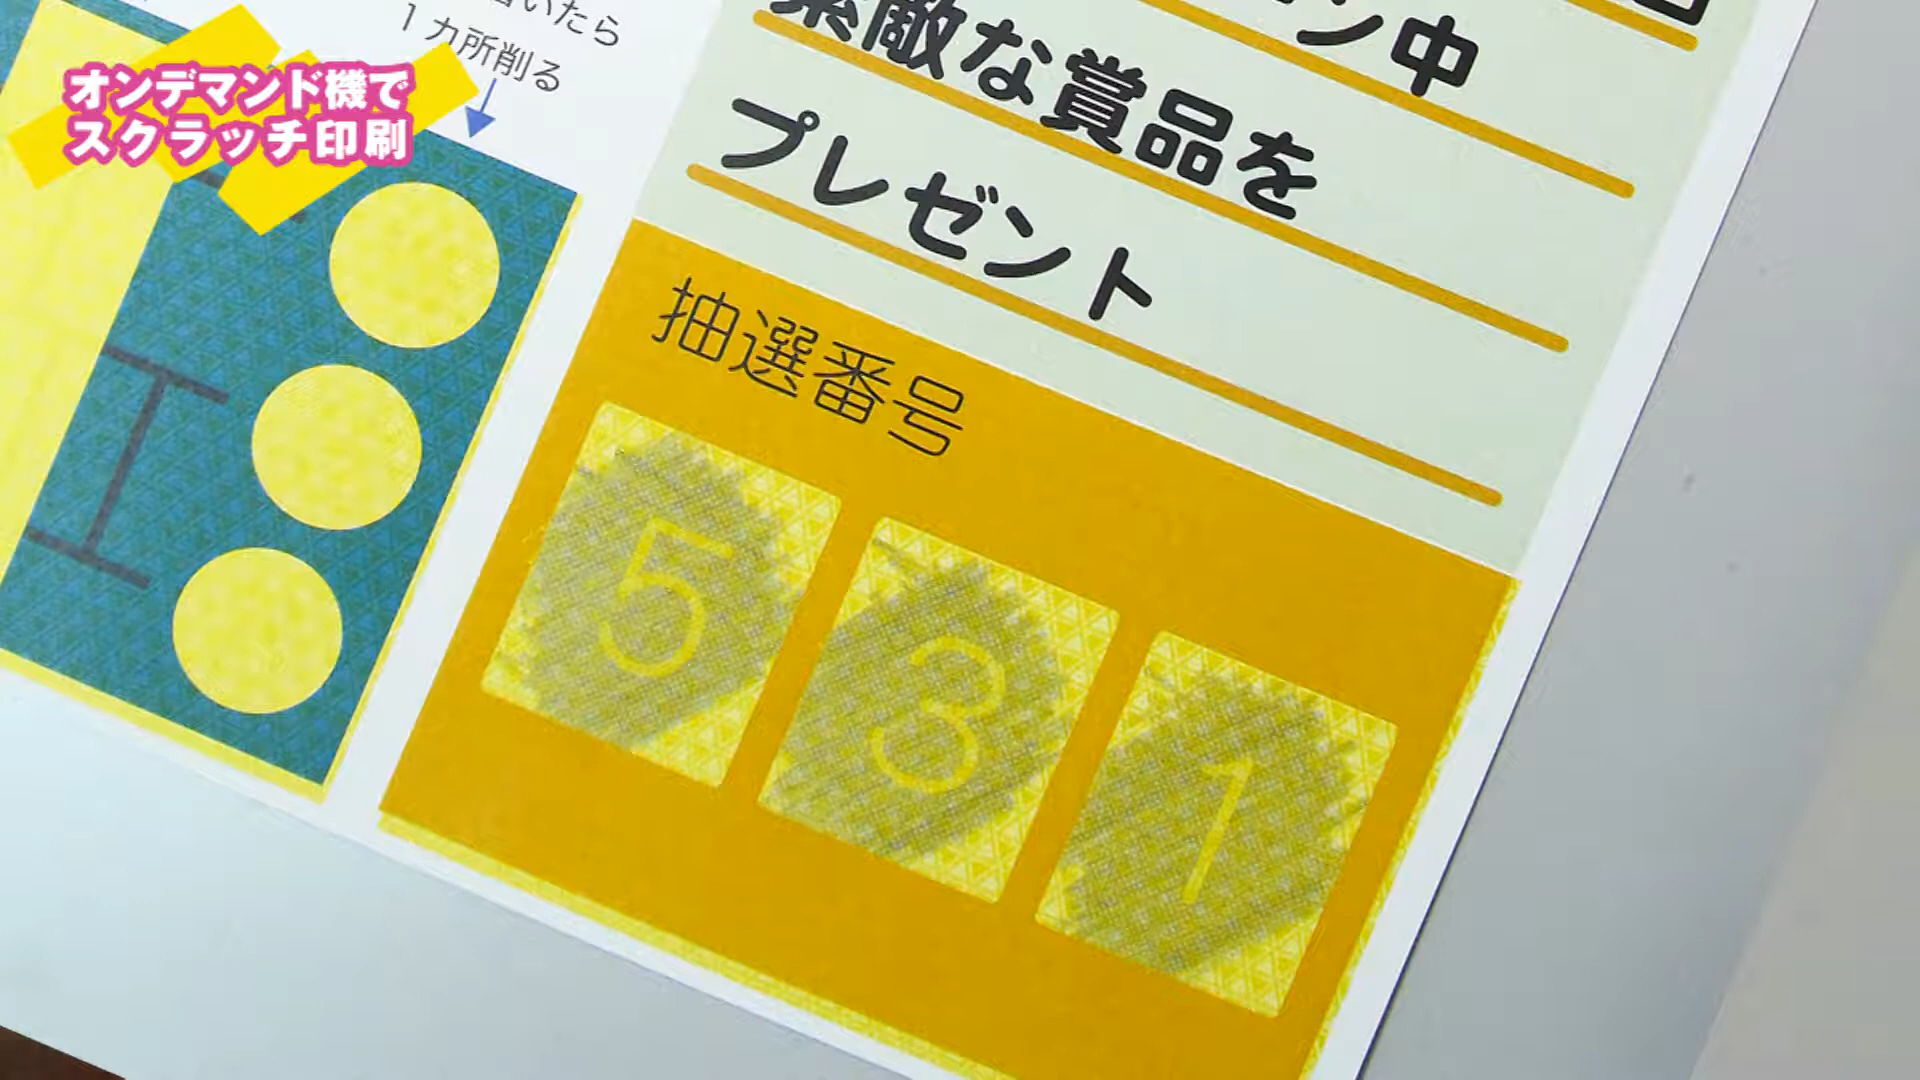 オンデマンド機で
スクラッチ印刷
いたら
1カ所削る
ン中
素敵な賞品を
プレゼント
抽選番号
5 3 1
エ